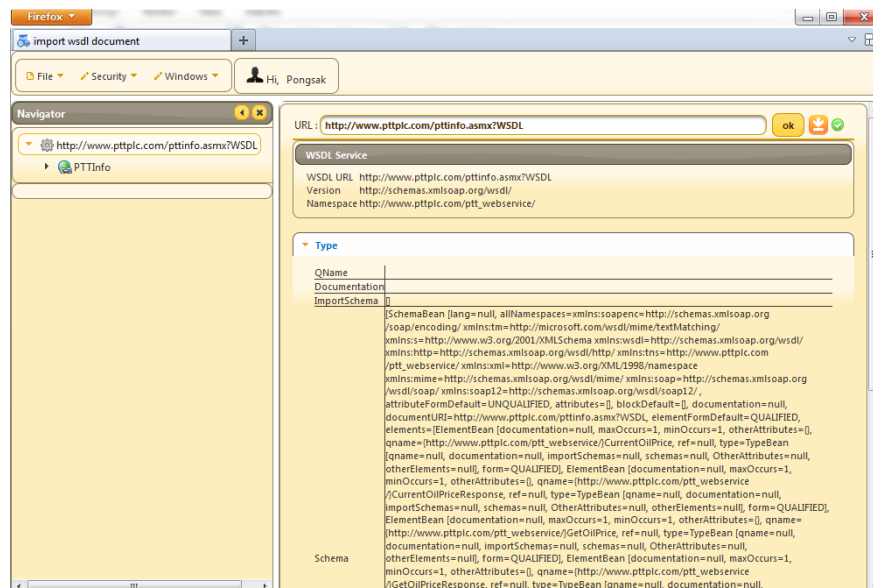 Firefox
import wsdl document
File
Security
Windows
Hi, Pongsak
Navigator
http://www.pttplc.com/pttinfo.asmx?WSDL
PTTInfo
URL : http://www.pttplc.com/pttinfo.asmx?WSDL ok
WSDL Service
WSDL URL http://www.pttplc.com/pttinfo.asmx?WSDL
Version http://schemas.xmlsoap.org/wsdl/
Namespace http://www.pttplc.com/ptt_webservice/
Type
QName
Documentation
ImportSchema []
[SchemaBean [lang=null, allNamespaces=xmlns:soapenc=http://schemas.xmlsoap.org
/soap/encoding/ xmlns:tm=http://microsoft.com/wsdl/mime/textMatching/
xmlns:s=http://www.w3.org/2001/XMLSchema xmlns:wsdl=http://schemas.xmlsoap.org/wsdl/
xmlns:http=http://schemas.xmlsoap.org/wsdl/http/ xmlns:tns=http://www.pttplc.com
/ptt_webservice/ xmlns:xml=http://www.w3.org/XML/1998/namespace
xmlns:mime=http://schemas.xmlsoap.org/wsdl/mime/ xmlns:soap=http://schemas.xmlsoap.org
/wsdl/soap/ xmlns:soap12=http://schemas.xmlsoap.org/wsdl/soap12/ ,
attributeFormDefault=UNQUALIFIED, attributes=[], blockDefault=[], documentation=null,
documentURI=http://www.pttplc.com/pttinfo.asmx?WSDL, elementFormDefault=QUALIFIED,
elements=[ElementBean [documentation=null, maxOccurs=1, minOccurs=1, otherAttributes={},
qname={http://www.pttplc.com/ptt_webservice/}CurrentOilPrice, ref=null, type=TypeBean
[qname=null, documentation=null, importSchemas=null, schemas=null, OtherAttributes=null,
otherElements=null], form=QUALIFIED], ElementBean [documentation=null, maxOccurs=1,
minOccurs=1, otherAttributes={}, qname={http://www.pttplc.com/ptt_webservice
/}CurrentOilPriceResponse, ref=null, type=TypeBean [qname=null, documentation=null,
importSchemas=null, schemas=null, OtherAttributes=null, otherElements=null], form=QUALIFIED],
ElementBean [documentation=null, maxOccurs=1, minOccurs=1, otherAttributes={}, qname=
{http://www.pttplc.com/ptt_webservice/}GetOilPrice, ref=null, type=TypeBean [qname=null,
documentation=null, importSchemas=null, schemas=null, OtherAttributes=null,
Schema otherElements=null], form=QUALIFIED], ElementBean [documentation=null, maxOccurs=1,
minOccurs=1, otherAttributes={}, qname={http://www.pttplc.com/ptt_webservice
/}GetOilPriceResponse, ref=null, type=TypeBean [qname=null, documentation=null,